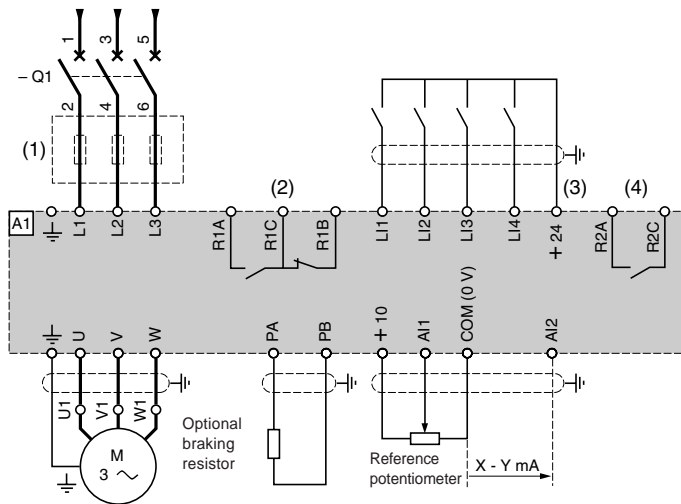 1 3 5
– Q1
2 4 6
(1)
(2)
(3)
(4)
A1
L1 L2 L3
R1A R1C R1B
LI1 LI2 LI3 LI4 + 24
R2A R2C
U V W
PA PB
+ 10 AI1 COM (0 V) AI2
U1 V1 W1
M
3
Optional
braking
resistor
Reference
potentiometer
X - Y mA